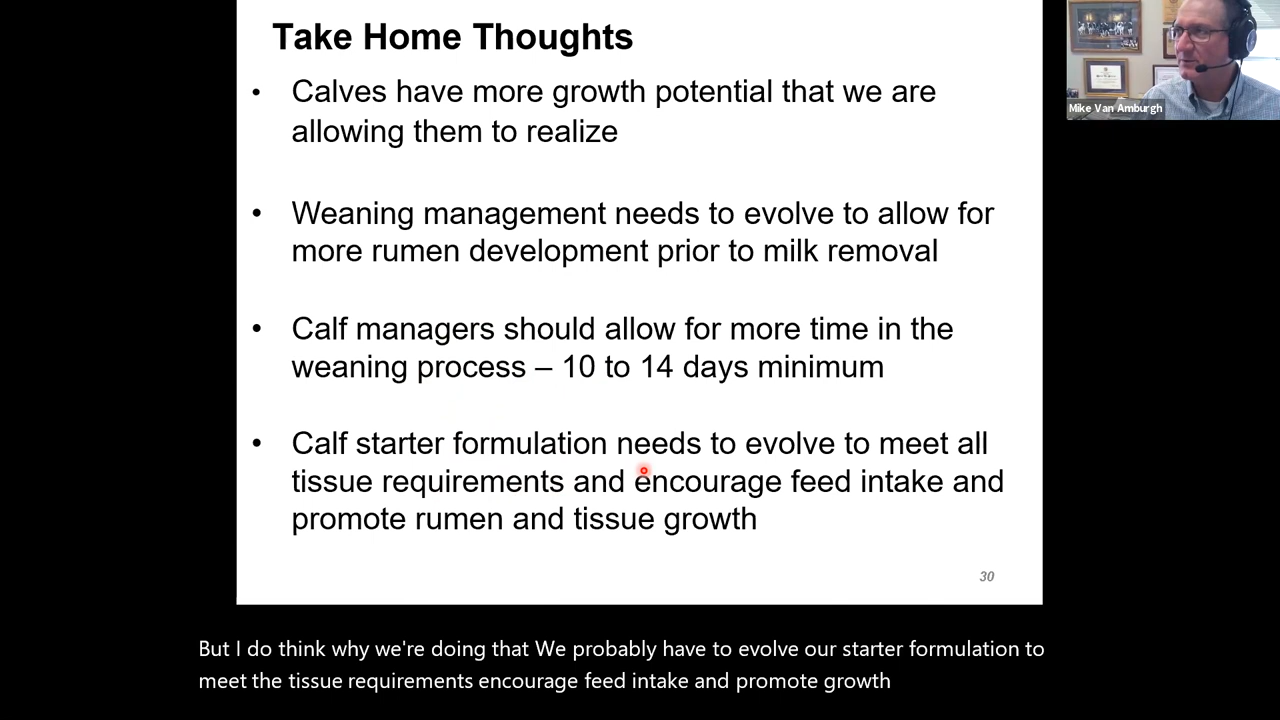 Take Home Thoughts
• Calves have more growth potential that we are
allowing them to realize
• Weaning management needs to evolve to allow for
more rumen development prior to milk removal
• Calf managers should allow for more time in the
weaning process – 10 to 14 days minimum
• Calf starter formulation needs to evolve to meet all
tissue requirements and encourage feed intake and
promote rumen and tissue growth
30
Mike Van Amburgh
But I do think why we're doing that We probably have to evolve our starter formulation to
meet the tissue requirements encourage feed intake and promote growth